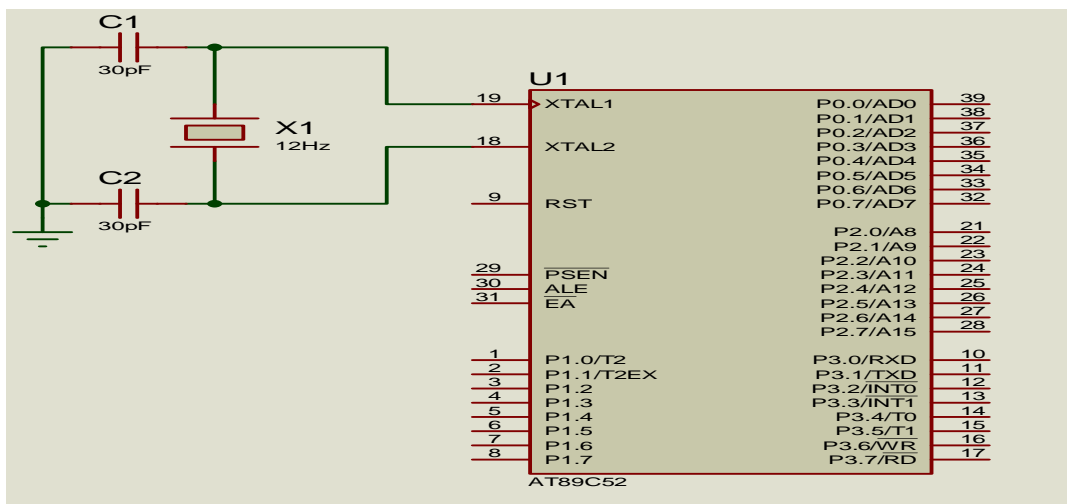 C1
30pF
X1
12Hz
C2
30pF
U1
19 XTAL1
18 XTAL2
9 RST
29 PSEN
30 ALE
31 EA
1 P1.0/T2
2 P1.1/T2EX
3 P1.2
4 P1.3
5 P1.4
6 P1.5
7 P1.6
8 P1.7
P0.0/AD0 39
P0.1/AD1 38
P0.2/AD2 37
P0.3/AD3 36
P0.4/AD4 35
P0.5/AD5 34
P0.6/AD6 33
P0.7/AD7 32
P2.0/A8 21
P2.1/A9 22
P2.2/A10 23
P2.3/A11 24
P2.4/A12 25
P2.5/A13 26
P2.6/A14 27
P2.7/A15 28
P3.0/RXD 10
P3.1/TXD 11
P3.2/INT0 12
P3.3/INT1 13
P3.4/T0 14
P3.5/T1 15
P3.6/WR 16
P3.7/RD 17
AT89C52